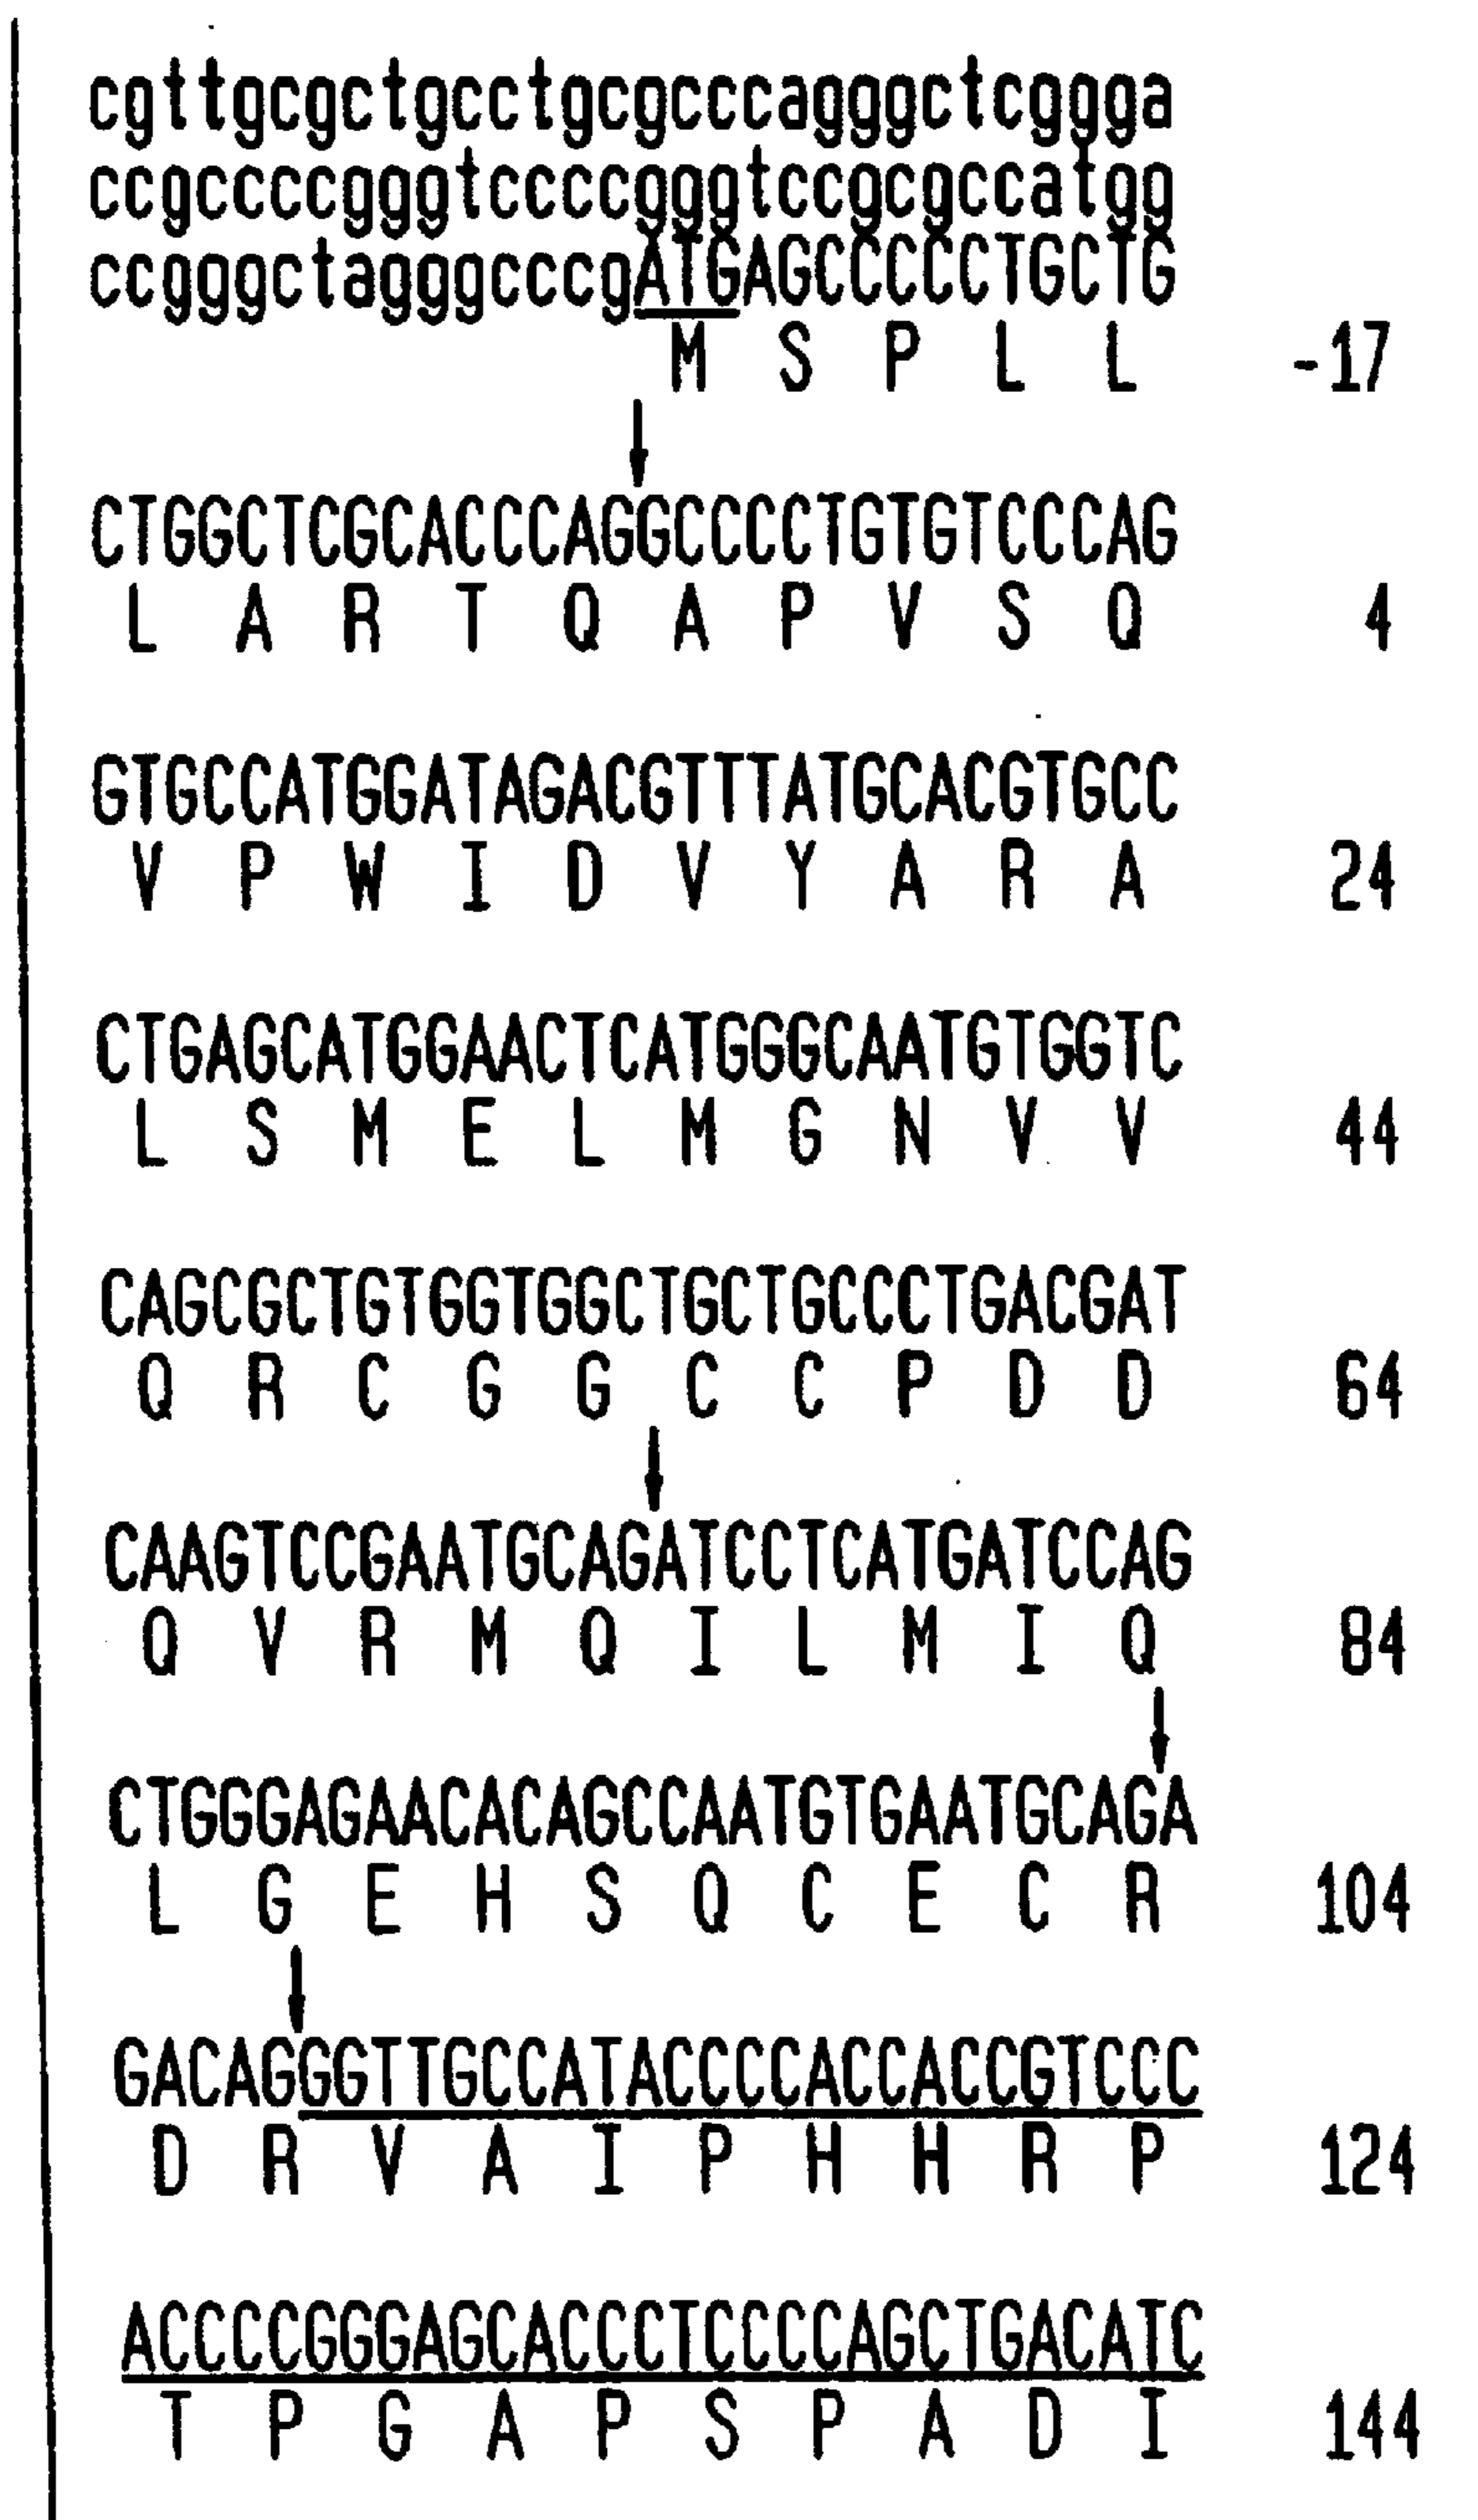 cgttgcgctgcctgcgcccagggctcggga
ccgccccgggtccccgggtccgcgccatgg
ccgggctagggcccgATGAGCCCCCTGCTG
M S P L L -17
CTGGCTCGCACCCAGGCCCCTGTGTCCCAG
L A R T Q A P V S Q 4
GTGCCATGGATAGACGTTTATGCACGTGCC
V P W I D V Y A R A 24
CTGAGCATGGAACTCATGGGCAATGTGGTC
L S M E L M G N V V 44
CAGCGCTGTGGTGGCTGCTGCCCTGACGAT
Q R C G G C C P D D 64
CAAGTCCGAATGCAGATCCTCATGATCCAG
Q V R M Q I L M I Q 84
CTGGGAGAACACAGCCAATGTGAATGCAGA
L G E H S Q C E C R 104
GACAGGGTTGCCATACCCCACCACCGTCCC
D R V A I P H H R P 124
ACCCCGGGAGCACCCTCCCCAGCTGACATC
T P G A P S P A D I 144